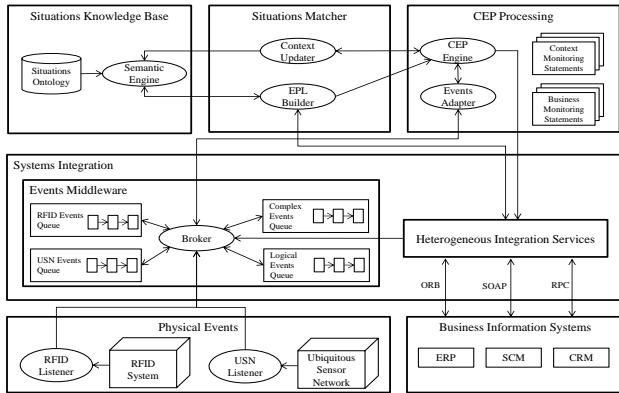 Situations Knowledge Base
Situations
Ontology
Semantic
Engine
Situations Matcher
Context
Updater
EPL
Builder
CEP Processing
CEP
Engine
Events
Adapter
Context
Monitoring
Statements
Business
Monitoring
Statements
Systems Integration
Events Middleware
RFID Events
Queue
USN Events
Queue
Broker
Complex
Events
Queue
Logical
Events
Queue
Heterogeneous Integration Services
ORB
SOAP
RPC
Physical Events
RFID
Listener
RFID
System
USN
Listener
Ubiquitous
Sensor
Network
Business Information Systems
ERP
SCM
CRM